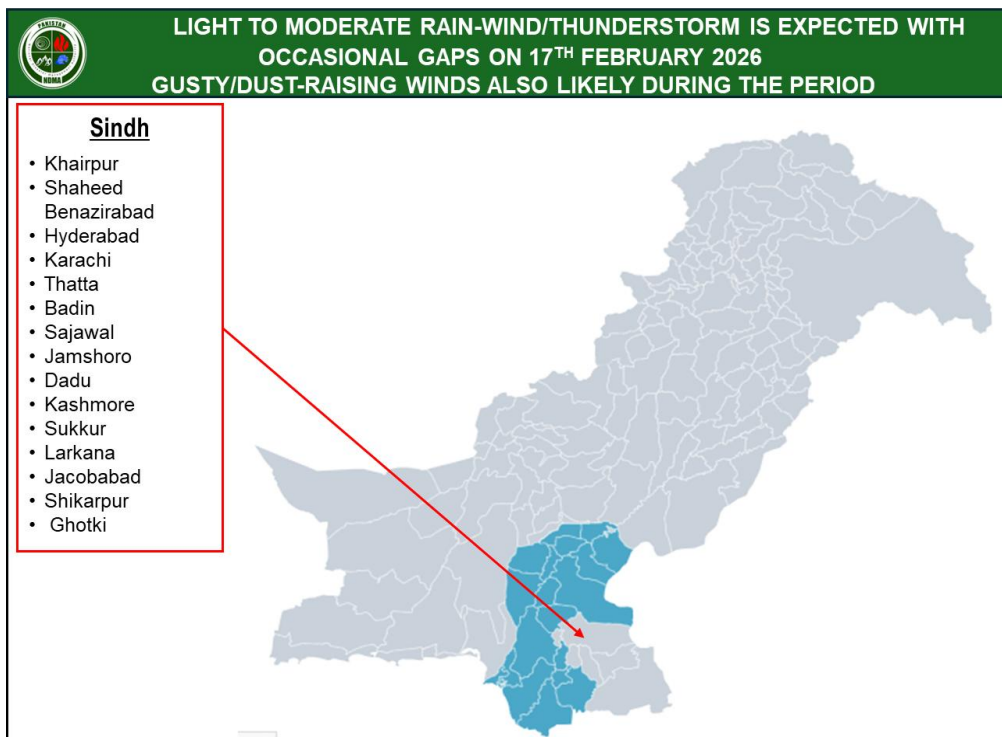 PAKISTAN
NDMA
LIGHT TO MODERATE RAIN-WIND/THUNDERSTORM IS EXPECTED WITH
OCCASIONAL GAPS ON 17TH FEBRUARY 2026
GUSTY/DUST-RAISING WINDS ALSO LIKELY DURING THE PERIOD
Sindh
• Khairpur
• Shaheed
Benazirabad
• Hyderabad
• Karachi
• Thatta
• Badin
• Sajawal
• Jamshoro
• Dadu
• Kashmore
• Sukkur
• Larkana
• Jacobabad
• Shikarpur
• Ghotki